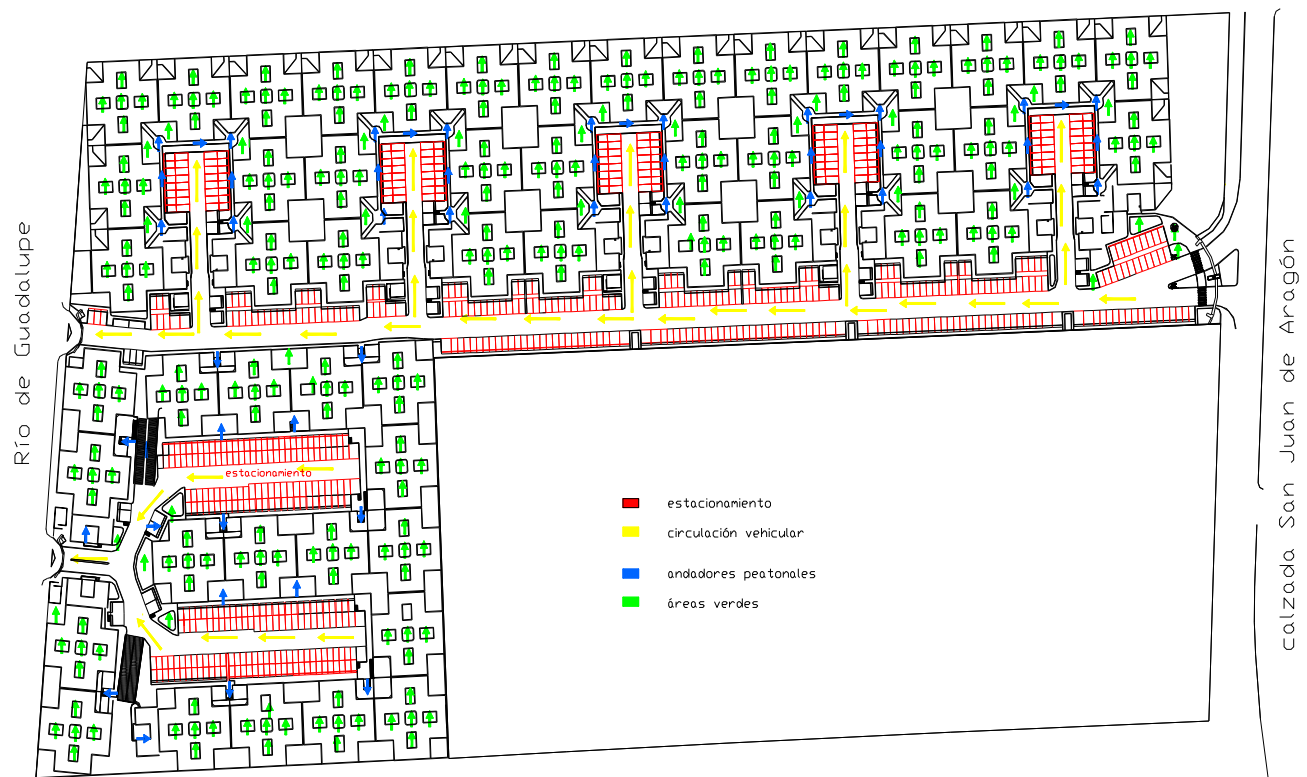 Río de Guadalupe
Calzada San Juan de Aragón
estacionamiento
estacionamiento
circulación vehicular
andadores peatonales
áreas verdes